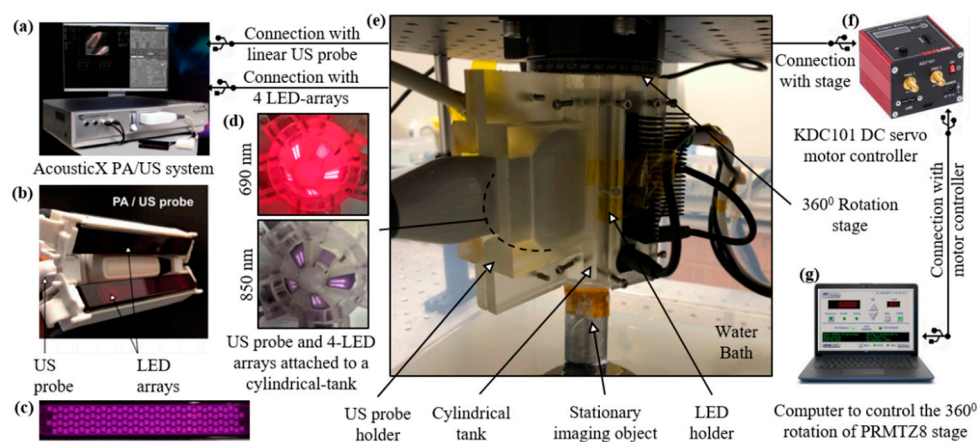 (a)
AcousticX PA/US system
Connection with
linear US probe
Connection with
4 LED-arrays
(b)
PA / US probe
US
probe
LED
arrays
(c)
(d)
690 nm
850 nm
US probe and 4-LED
arrays attached to a
cylindrical-tank
(e)
360⁰ Rotation
stage
Water
Bath
US probe
holder
Cylindrical
tank
Stationary
imaging object
LED
holder
Connection
with stage
(f)
KDC101 DC servo
motor controller
Connection with
motor controller
(g)
Computer to control the 360⁰
rotation of PRMTZ8 stage